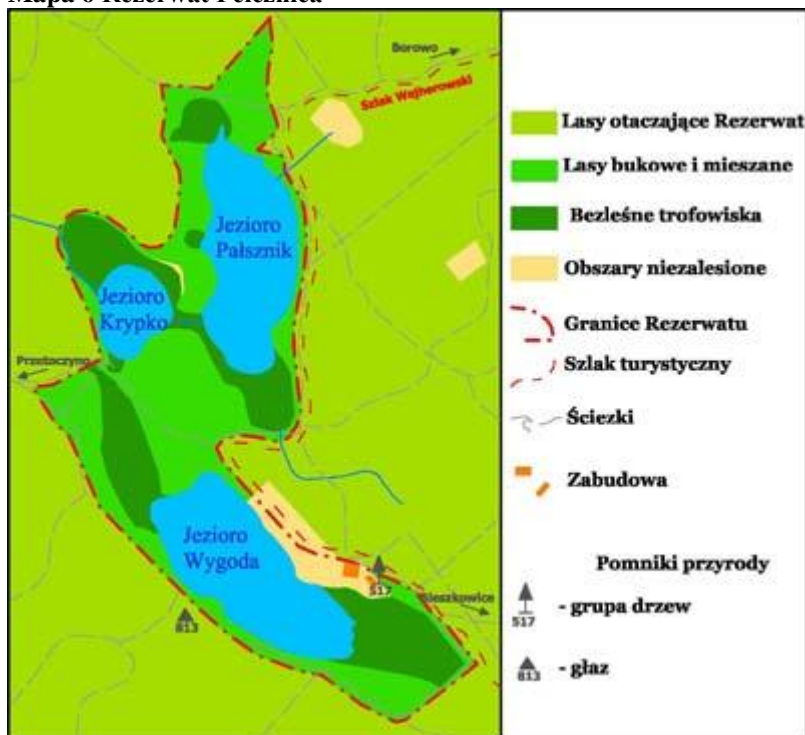 Mapa 6 Rezerwat Pełcznica
Borowo
Szlak Wejherowski
Jezioro
Pałsznik
Jezioro
Krypko
Przetoczyno
Jezioro
Wygoda
517
Bieszkowice
813
Lasy otaczające Rezerwat
Lasy bukowe i mieszane
Bezleśne trofowiska
Obszary niezalesione
Granice Rezerwatu
Szlak turystyczny
Ściezki
Zabudowa
Pomniki przyrody
517
- grupa drzew
813
- głaz